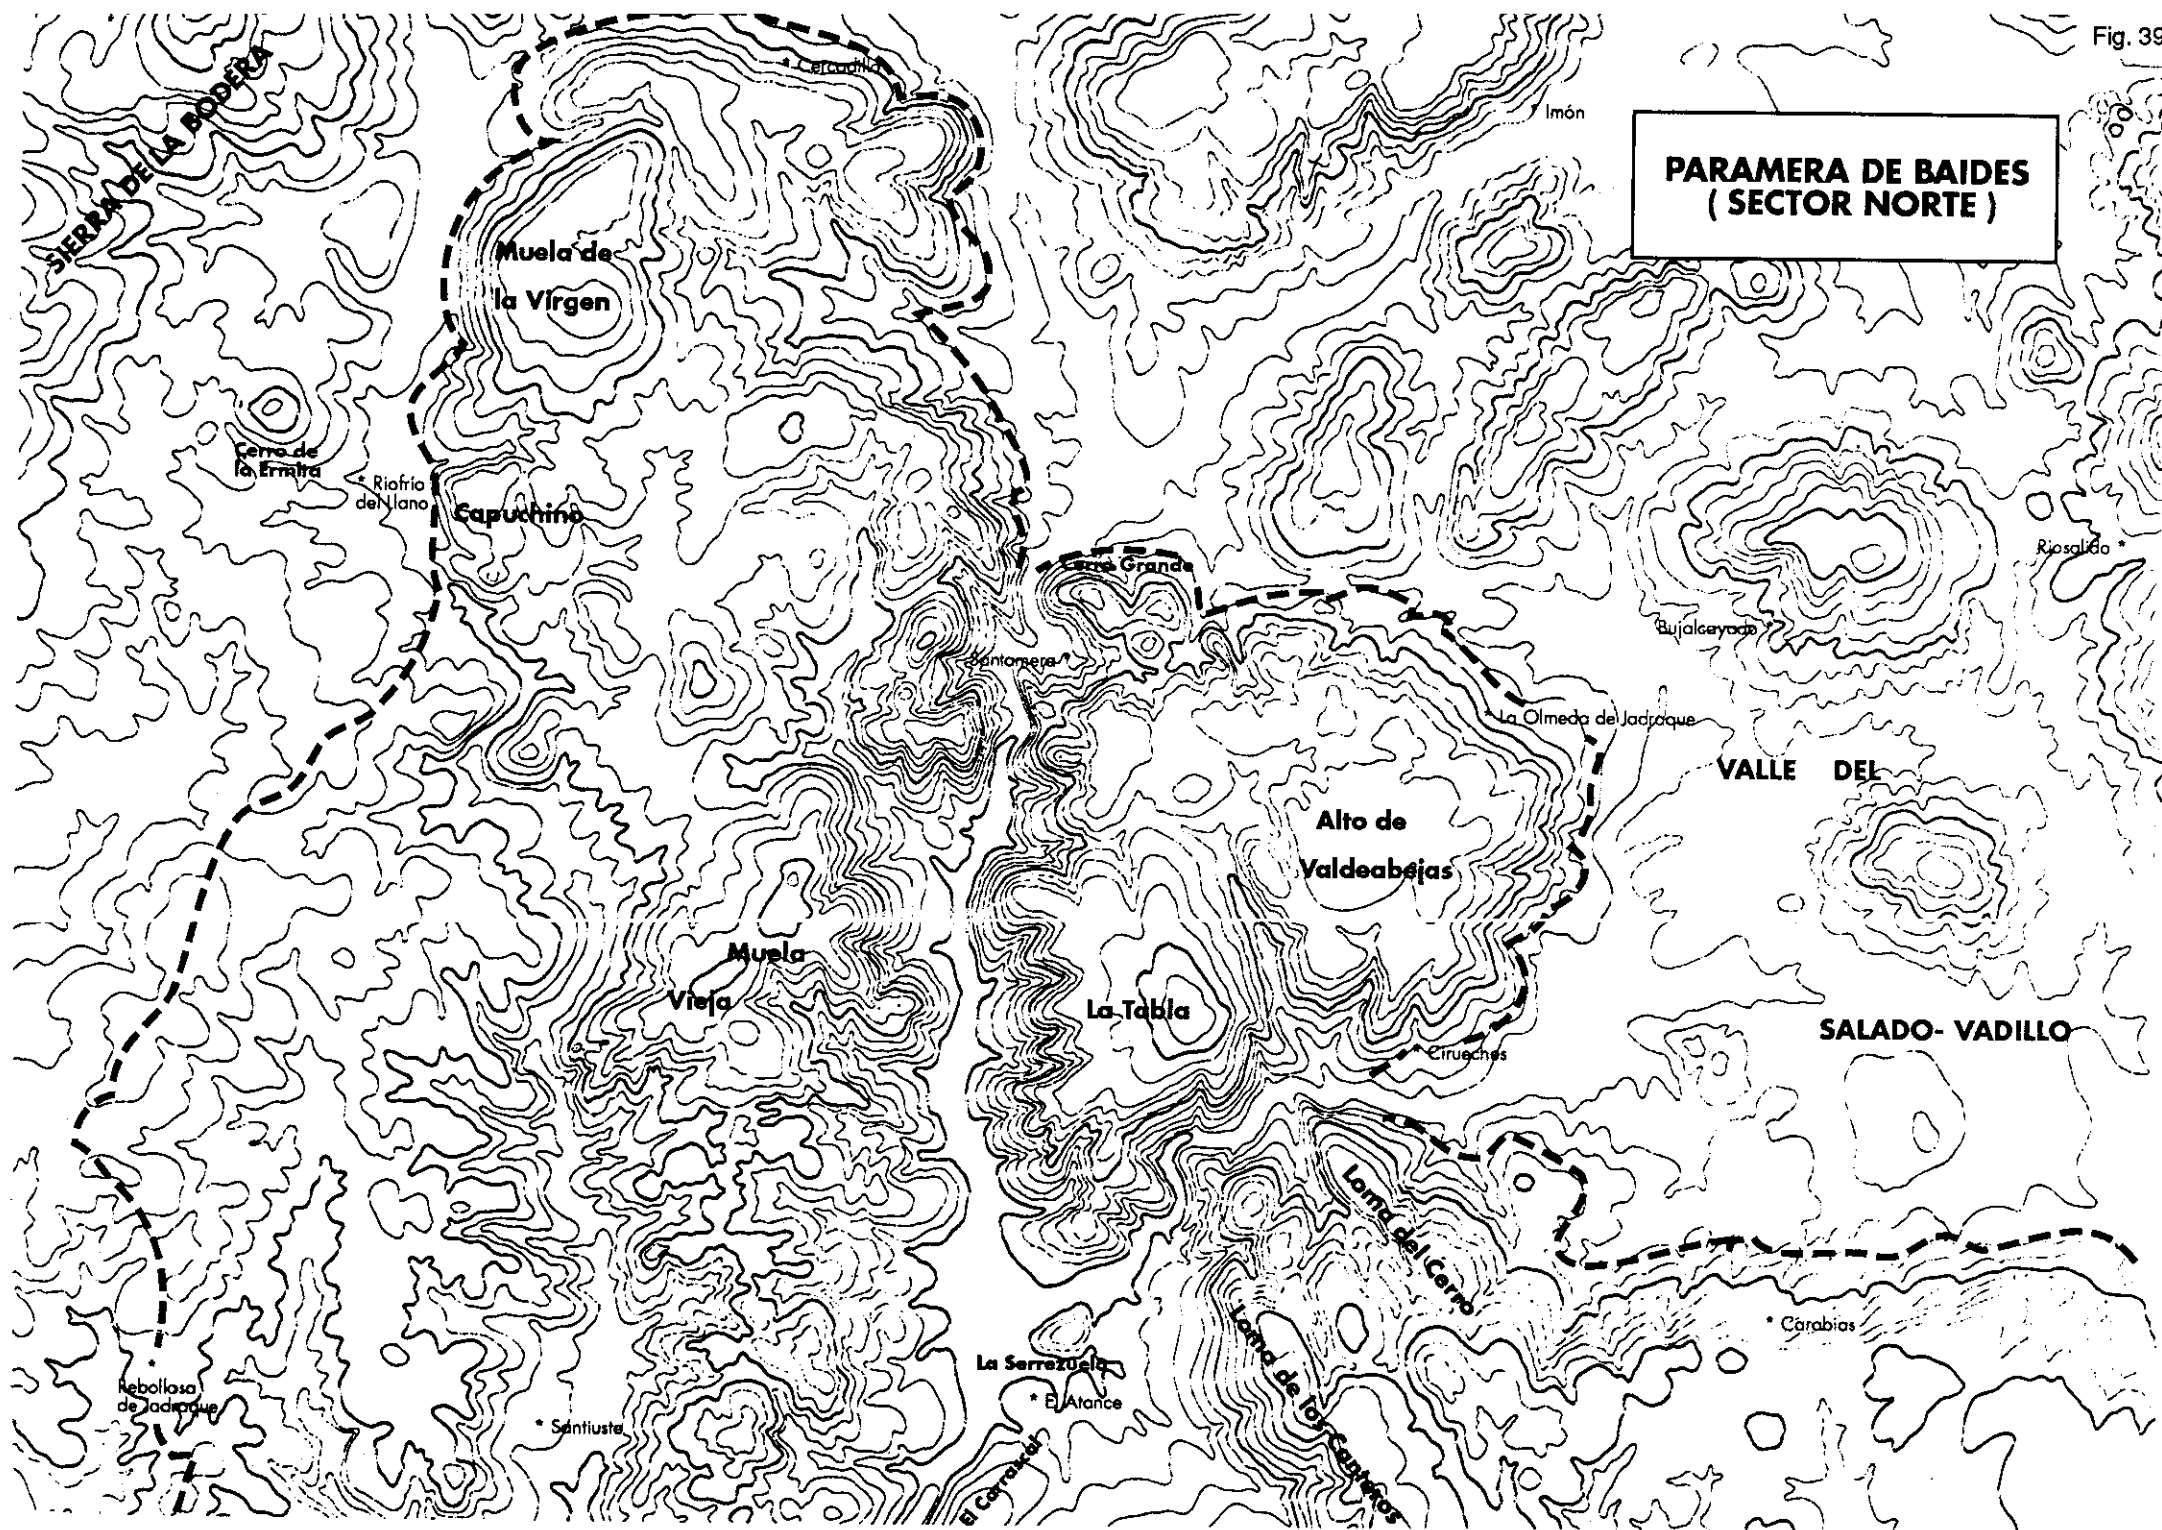 Fig. 39
PARAMERA DE BAIDES
( SECTOR NORTE )
SIERRA DE LA BODERA
* Cercadillo
* Imón
Muela de
la Virgen
Cerro de
la Ermita
* Riofrío
del Llano
Capuchino
Cerro Grande
Riosalido *
Bujalcayado *
Santamera *
* La Olmeda de Jadraque
VALLE DEL
Alto de
Valdeabejas
Muela
Vieja
La Tabla
SALADO- VADILLO
* Cirueches
Loma del Cerro
* Carabias
Loma de los Canteros
La Serrezuela
* El Atance
*
Rebollosa
de Jadraque
* Santiuste
El Carrascal